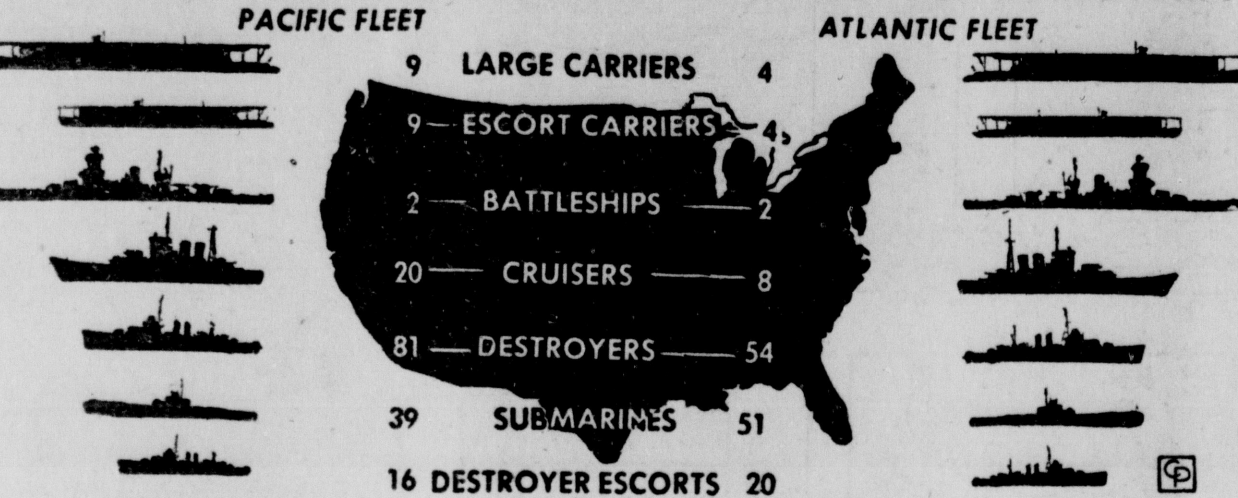 PACIFIC FLEET
ATLANTIC FLEET
9 LARGE CARRIERS 4
9 — ESCORT CARRIERS — 4
2 — BATTLESHIPS — 2
20 — CRUISERS — 8
81 — DESTROYERS — 54
39 SUBMARINES 51
16 DESTROYER ESCORTS 20
CP